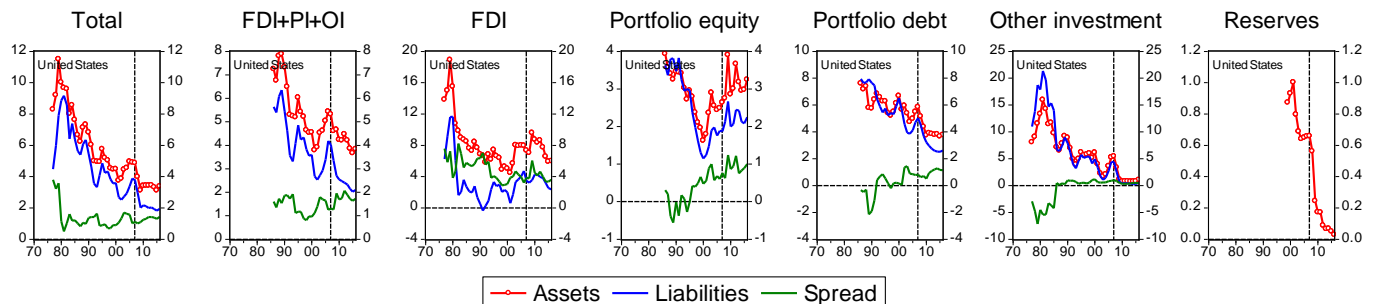 Total FDI+PI+OI FDI Portfolio equity Portfolio debt Other investment Reserves
12 12 8 8 20 20 4 4 10 10 25 25 1.2 1.2
United States United States United States United States United States United States United States
10 10 7 7 16 16 3 3 8 8 20 20 1.0 1.0
8 8 6 6 12 12 2 2 6 6 15 15 0.8 0.8
6 6 5 5 8 8 1 1 4 4 10 10 0.6 0.6
4 4 4 4 4 4 0 0 2 2 5 5 0.4 0.4
2 2 3 3 0 0 -1 -1 0 0 0 0 0.2 0.2
0 0 2 2 -4 -4 -2 -2 -5 -5 0.0 0.0
1 1 -4 -4 -10 -10
0 0
70 80 90 00 10 70 80 90 00 10 70 80 90 00 10 70 80 90 00 10 70 80 90 00 10 70 80 90 00 10 70 80 90 00 10
Assets Liabilities Spread